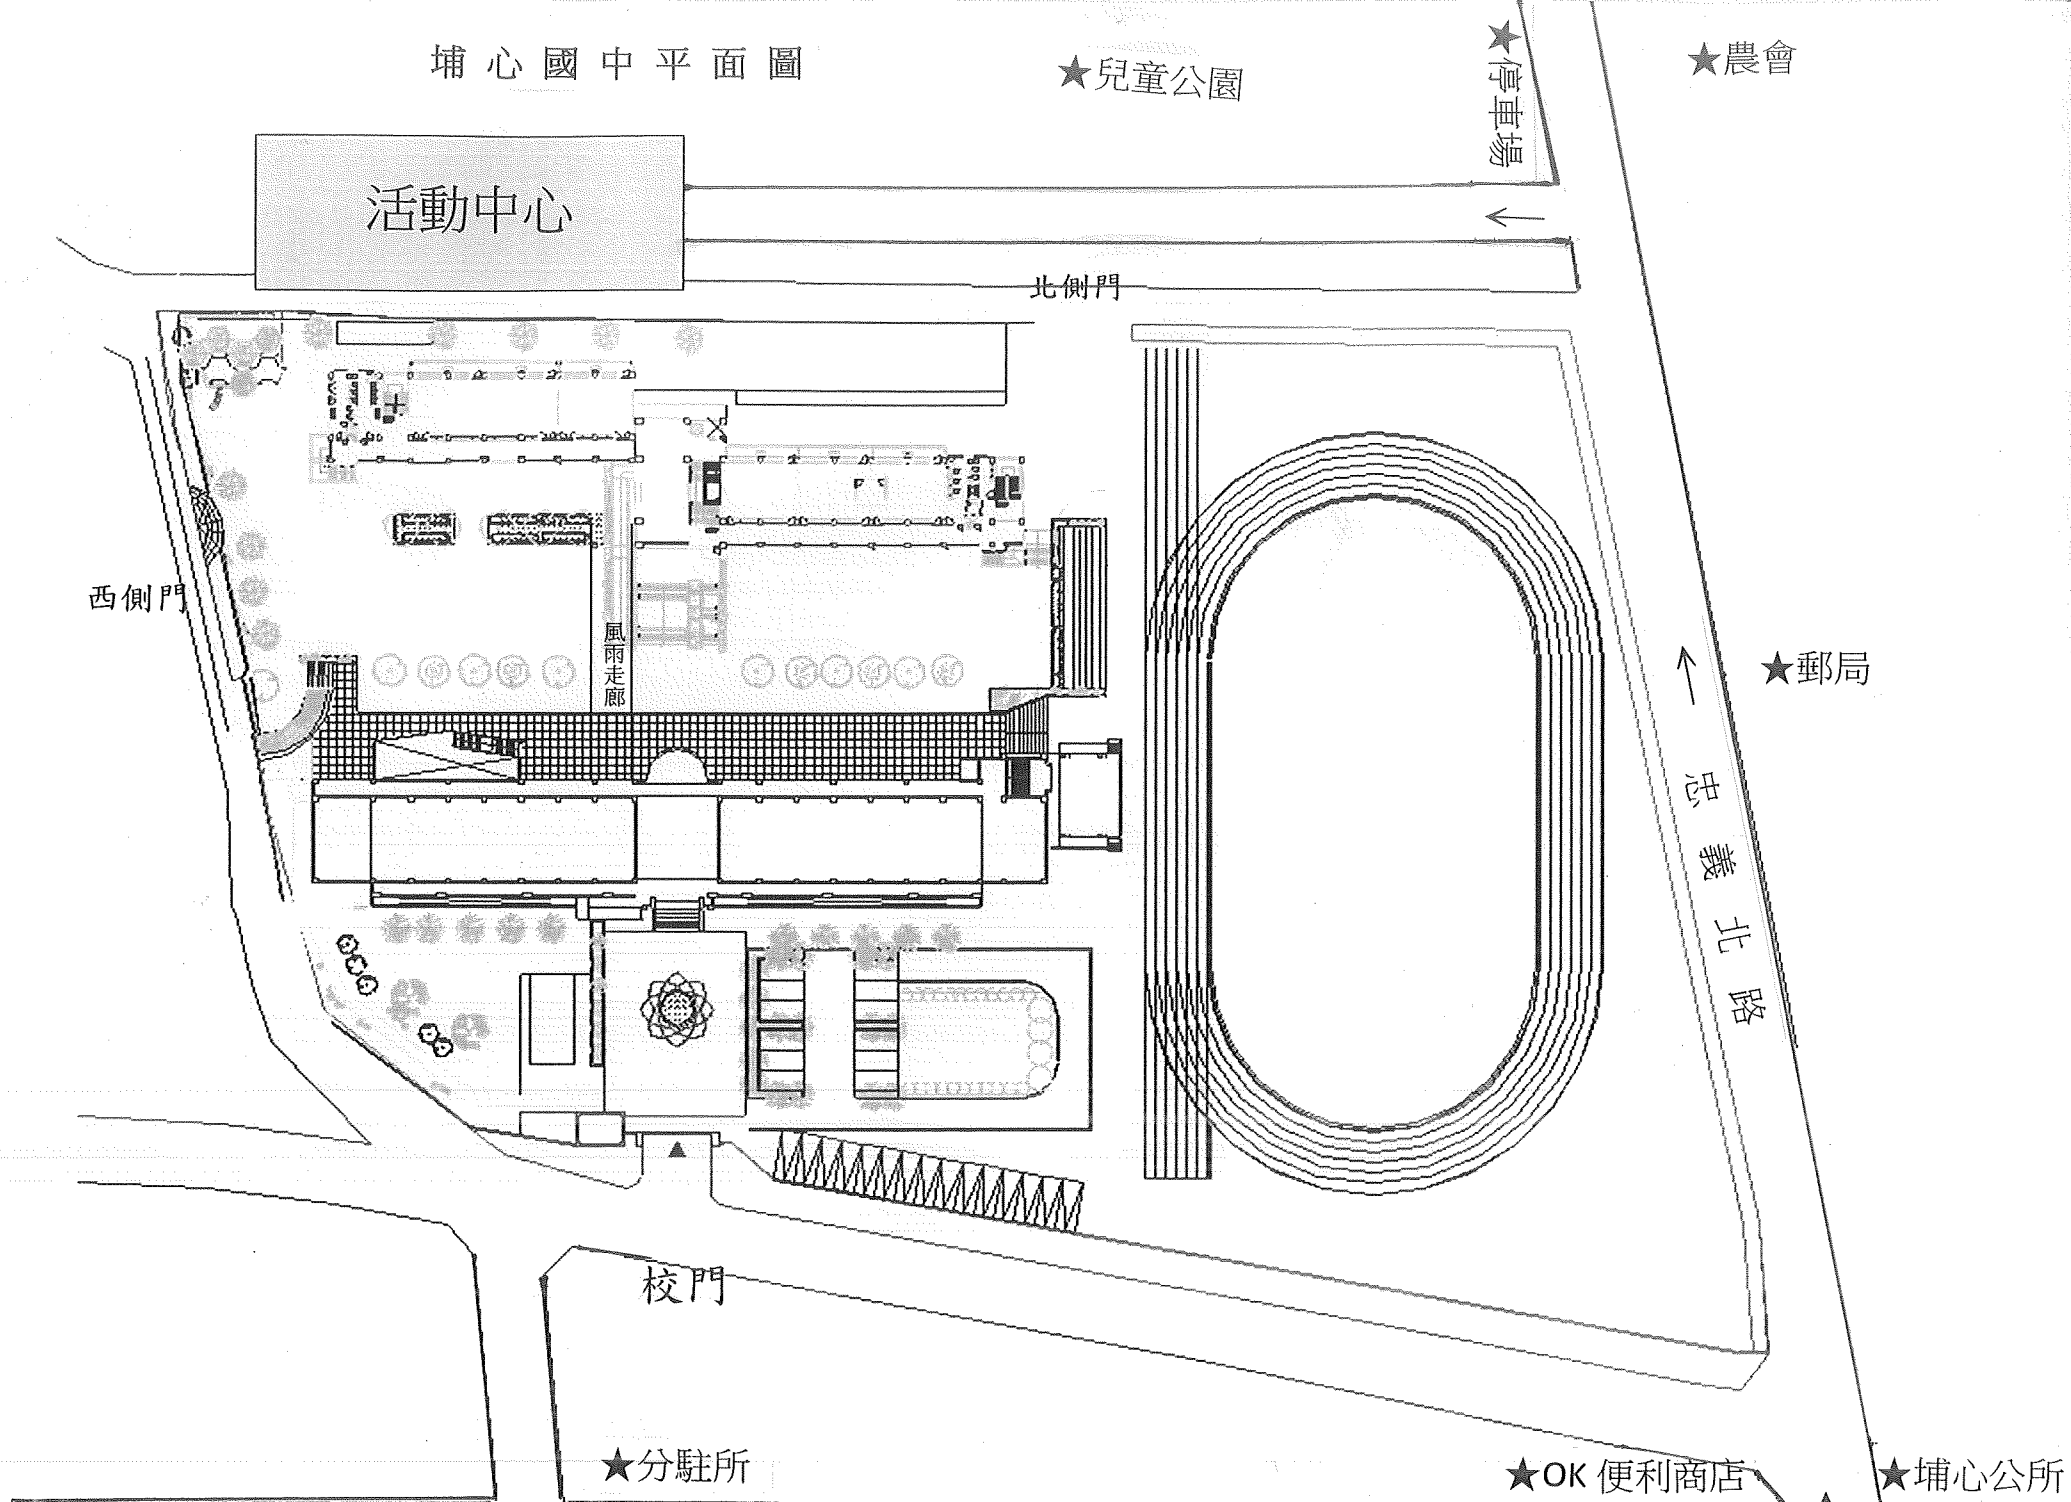 埔心國中平面圖
★兒童公園
★停車場
★農會
活動中心
←
北側門
西側門
風雨走廊
←
★郵局
忠義北路
▲
校門
★分駐所
★OK 便利商店
★埔心公所